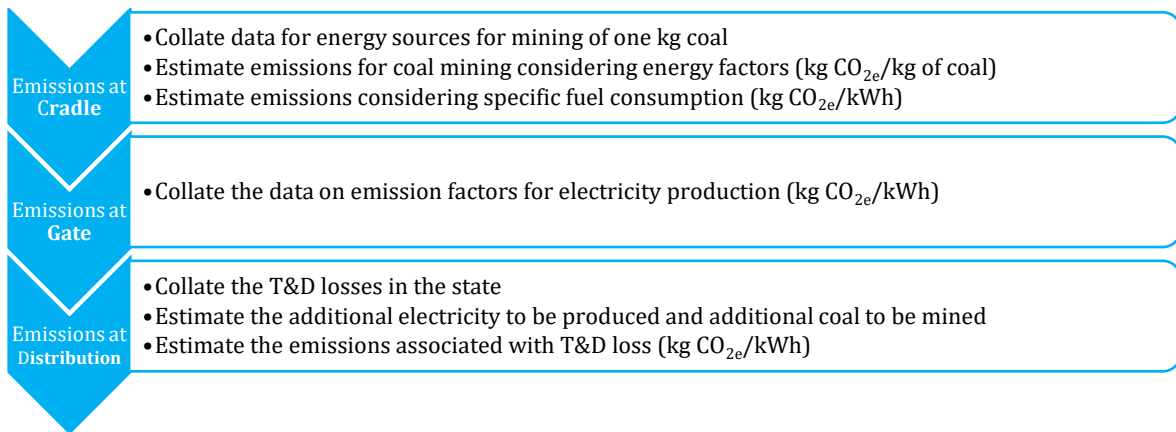 Emissions at
Cradle
•Collate data for energy sources for mining of one kg coal
•Estimate emissions for coal mining considering energy factors (kg CO2e/kg of coal)
•Estimate emissions considering specific fuel consumption (kg CO2e/kWh)
Emissions at
Gate
•Collate the data on emission factors for electricity production (kg CO2e/kWh)
Emissions at
Distribution
•Collate the T&D losses in the state
•Estimate the additional electricity to be produced and additional coal to be mined
•Estimate the emissions associated with T&D loss (kg CO2e/kWh)